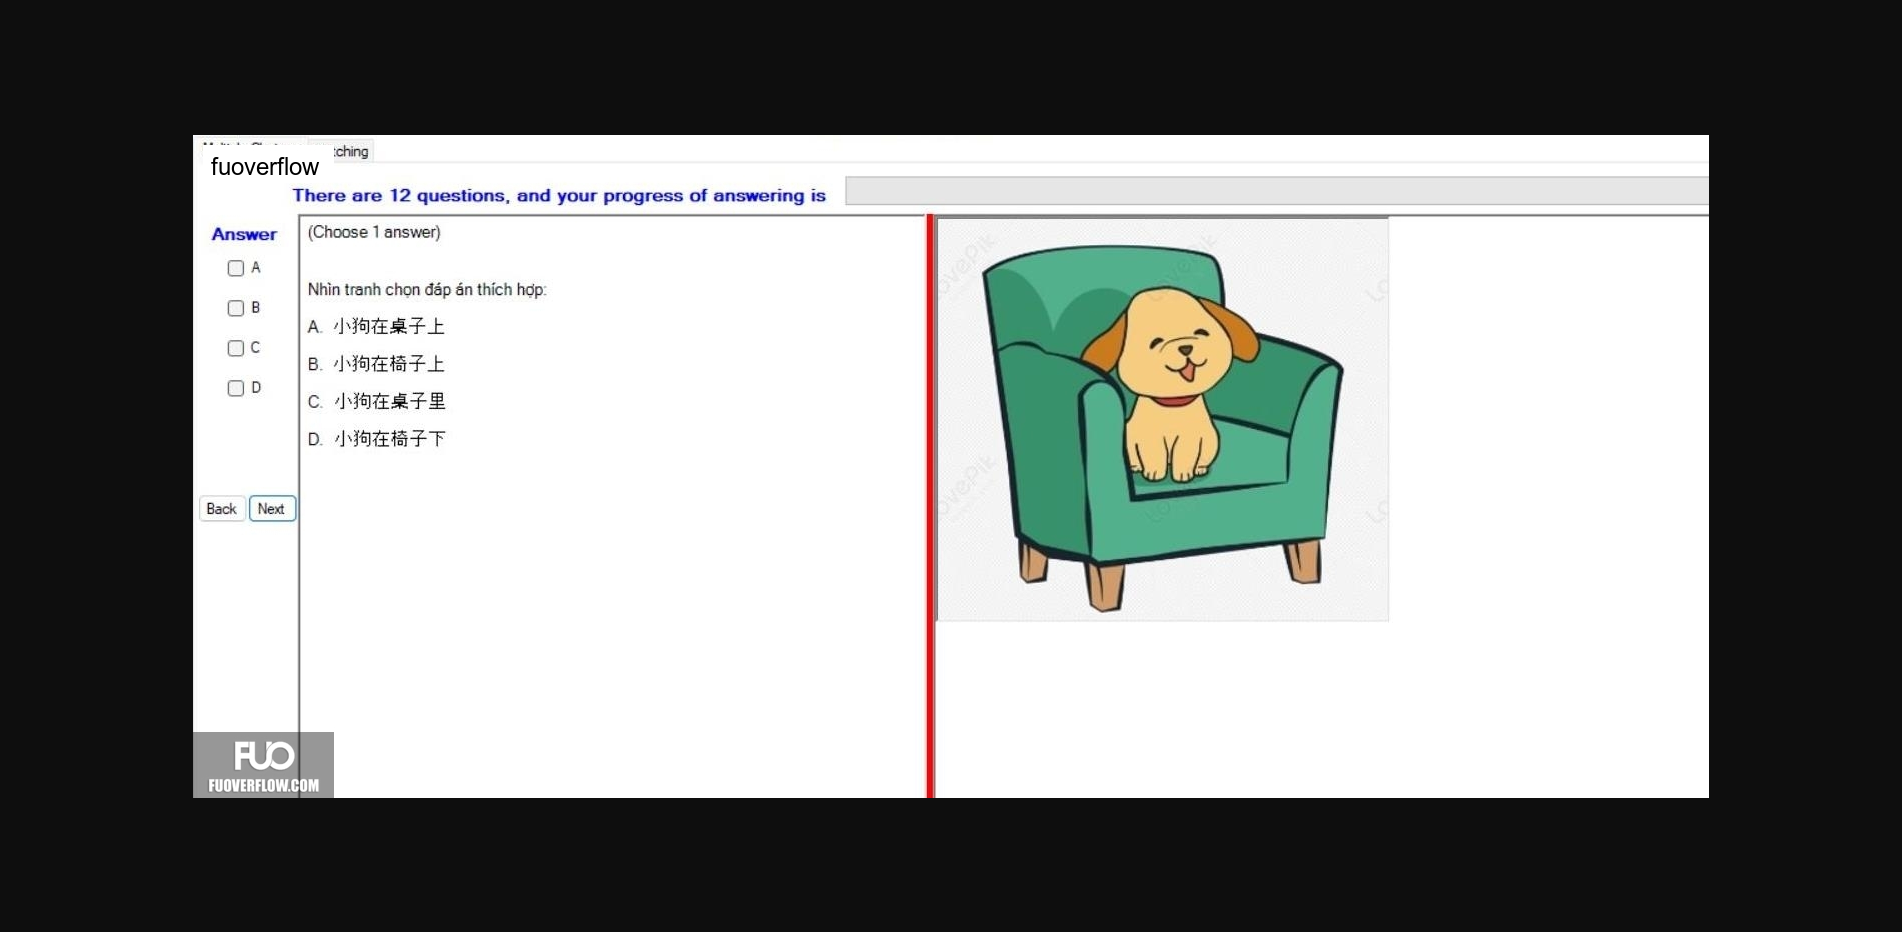 tching
fuoverflow
There are 12 questions, and your progress of answering is
Answer
(Choose 1 answer)
A
B
C
D
Nhìn tranh chọn đáp án thích hợp:
A. 小狗在桌子上
B. 小狗在椅子上
C. 小狗在桌子里
D. 小狗在椅子下
Back Next
FUO
FUOVERFLOW.COM
LovePik